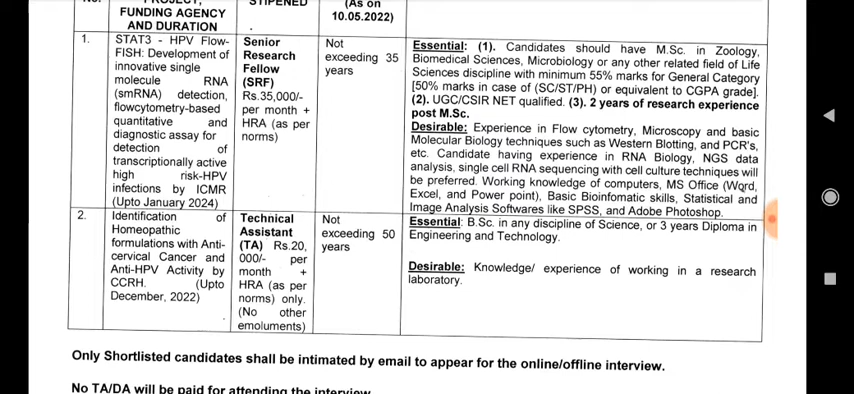 PROJECT, FUNDING AGENCY AND DURATION
STIPENED
(As on 10.05.2022)
1.
STAT3 - HPV Flow-
FISH: Development of
innovative single
molecule RNA
(smRNA) detection,
flowcytometry-based
quantitative and
diagnostic assay for
detection of
transcriptionally active
high risk-HPV
infections by ICMR
(Upto January 2024)
Senior
Research
Fellow
(SRF)
Rs.35,000/-
per month +
HRA (as per
norms)
Not
exceeding 35
years
Essential: (1). Candidates should have M.Sc. in Zoology,
Biomedical Sciences, Microbiology or any other related field of Life
Sciences discipline with minimum 55% marks for General Category
[50% marks in case of (SC/ST/PH) or equivalent to CGPA grade].
(2). UGC/CSIR NET qualified. (3). 2 years of research experience
post M.Sc.
Desirable: Experience in Flow cytometry, Microscopy and basic
Molecular Biology techniques such as Western Blotting, and PCR's,
etc. Candidate having experience in RNA Biology, NGS data
analysis, single cell RNA sequencing with cell culture techniques will
be preferred. Working knowledge of computers, MS Office (Word,
Excel, and Power point), Basic Bioinfomatic skills, Statistical and
Image Analysis Softwares like SPSS, and Adobe Photoshop.
2.
Identification of
Homeopathic
formulations with Anti-
cervical Cancer and
Anti-HPV Activity by
CCRH. (Upto
December, 2022)
Technical
Assistant
(TA) Rs.20,
000/- per
month +
HRA (as per
norms) only.
(No other
emoluments)
Not
exceeding 50
years
Essential: B.Sc. in any discipline of Science, or 3 years Diploma in
Engineering and Technology.
Desirable: Knowledge/ experience of working in a research
laboratory.
Only Shortlisted candidates shall be intimated by email to appear for the online/offline interview.
No TA/DA will be paid for attending the interview